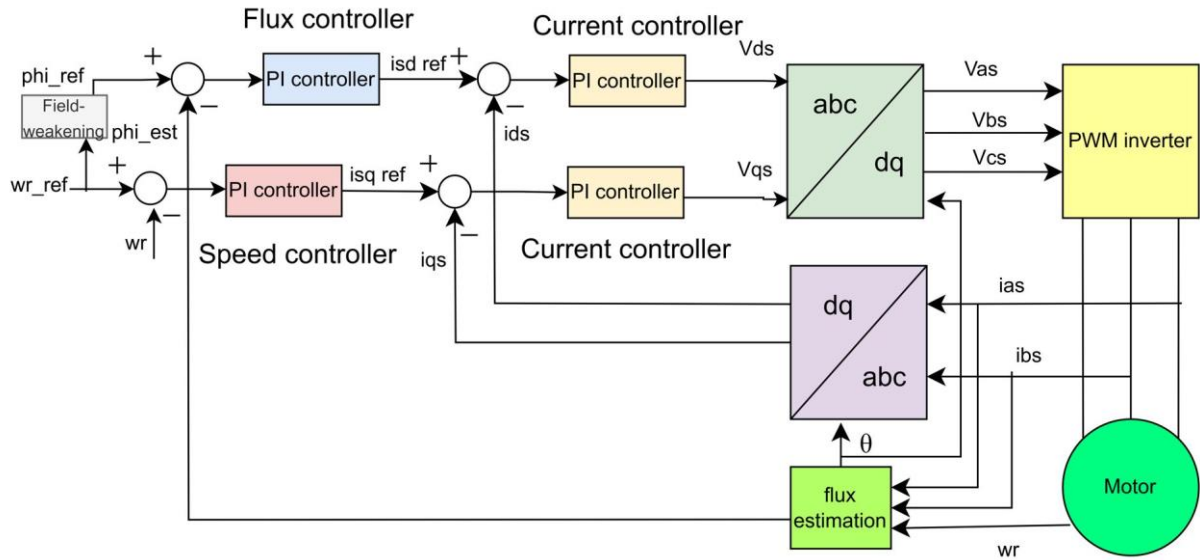 Flux controller
Current controller
phi_ref
+
−
PI controller
isd ref
+
−
PI controller
Vds
Field-
weakening
phi_est
ids
abc
dq
Vas
Vbs
Vcs
PWM inverter
wr_ref
+
−
PI controller
isq ref
+
−
PI controller
Vqs
wr
Speed controller
iqs
Current controller
dq
abc
ias
ibs
θ
flux
estimation
wr
Motor